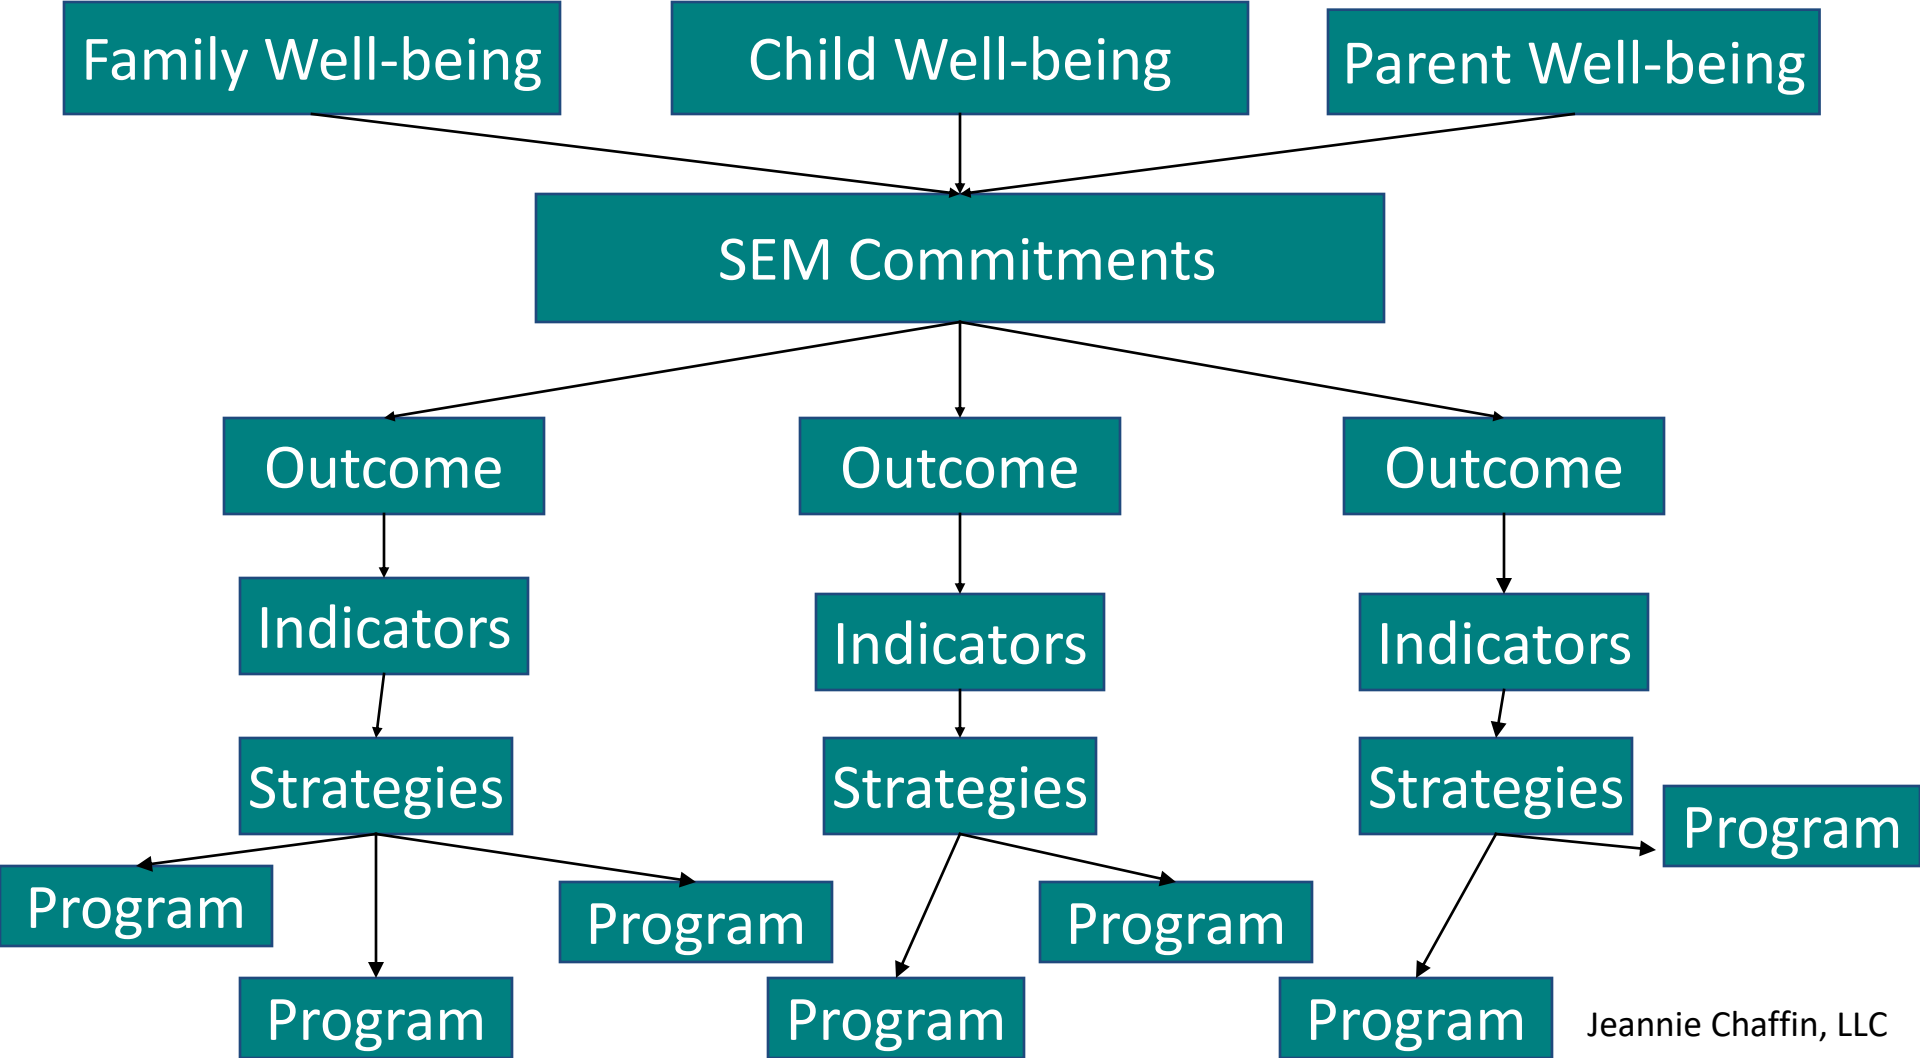 Family Well-being
Child Well-being
Parent Well-being
SEM Commitments
Outcome
Outcome
Outcome
Indicators
Indicators
Indicators
Strategies
Strategies
Strategies
Program
Program
Program
Program
Program
Program
Program
Jeannie Chaffin, LLC